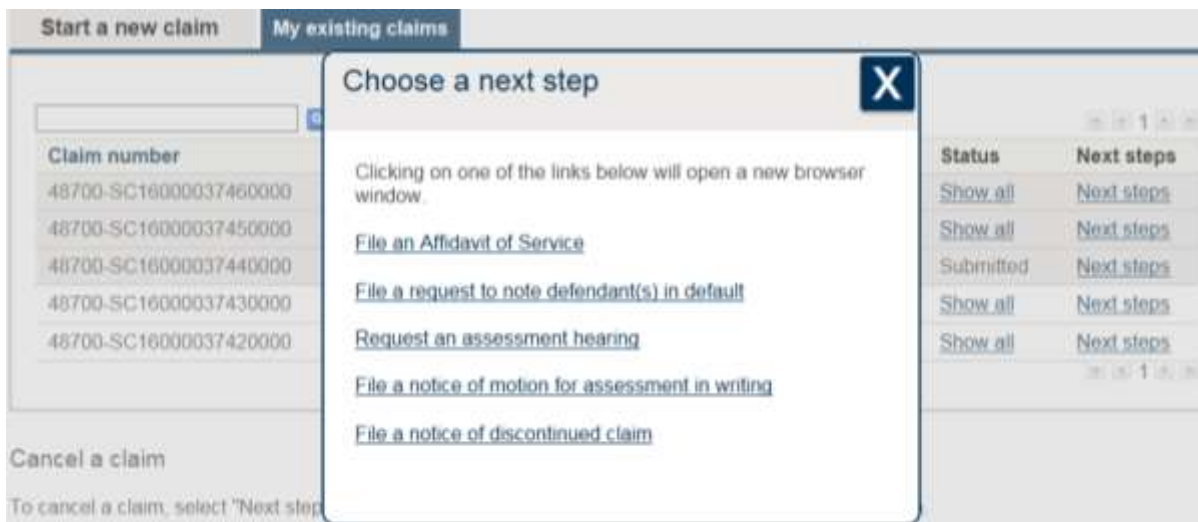 Start a new claim
My existing claims
Choose a next step
X
Clicking on one of the links below will open a new browser
window.
File an Affidavit of Service
File a request to note defendant(s) in default
Request an assessment hearing
File a notice of motion for assessment in writing
File a notice of discontinued claim
1
Claim number Status Next steps
48700-SC16000037460000 Show all Next steps
48700-SC16000037450000 Show all Next steps
48700-SC16000037440000 Submitted Next steps
48700-SC16000037430000 Show all Next steps
48700-SC16000037420000 Show all Next steps
1
Cancel a claim
To cancel a claim, select "Next step